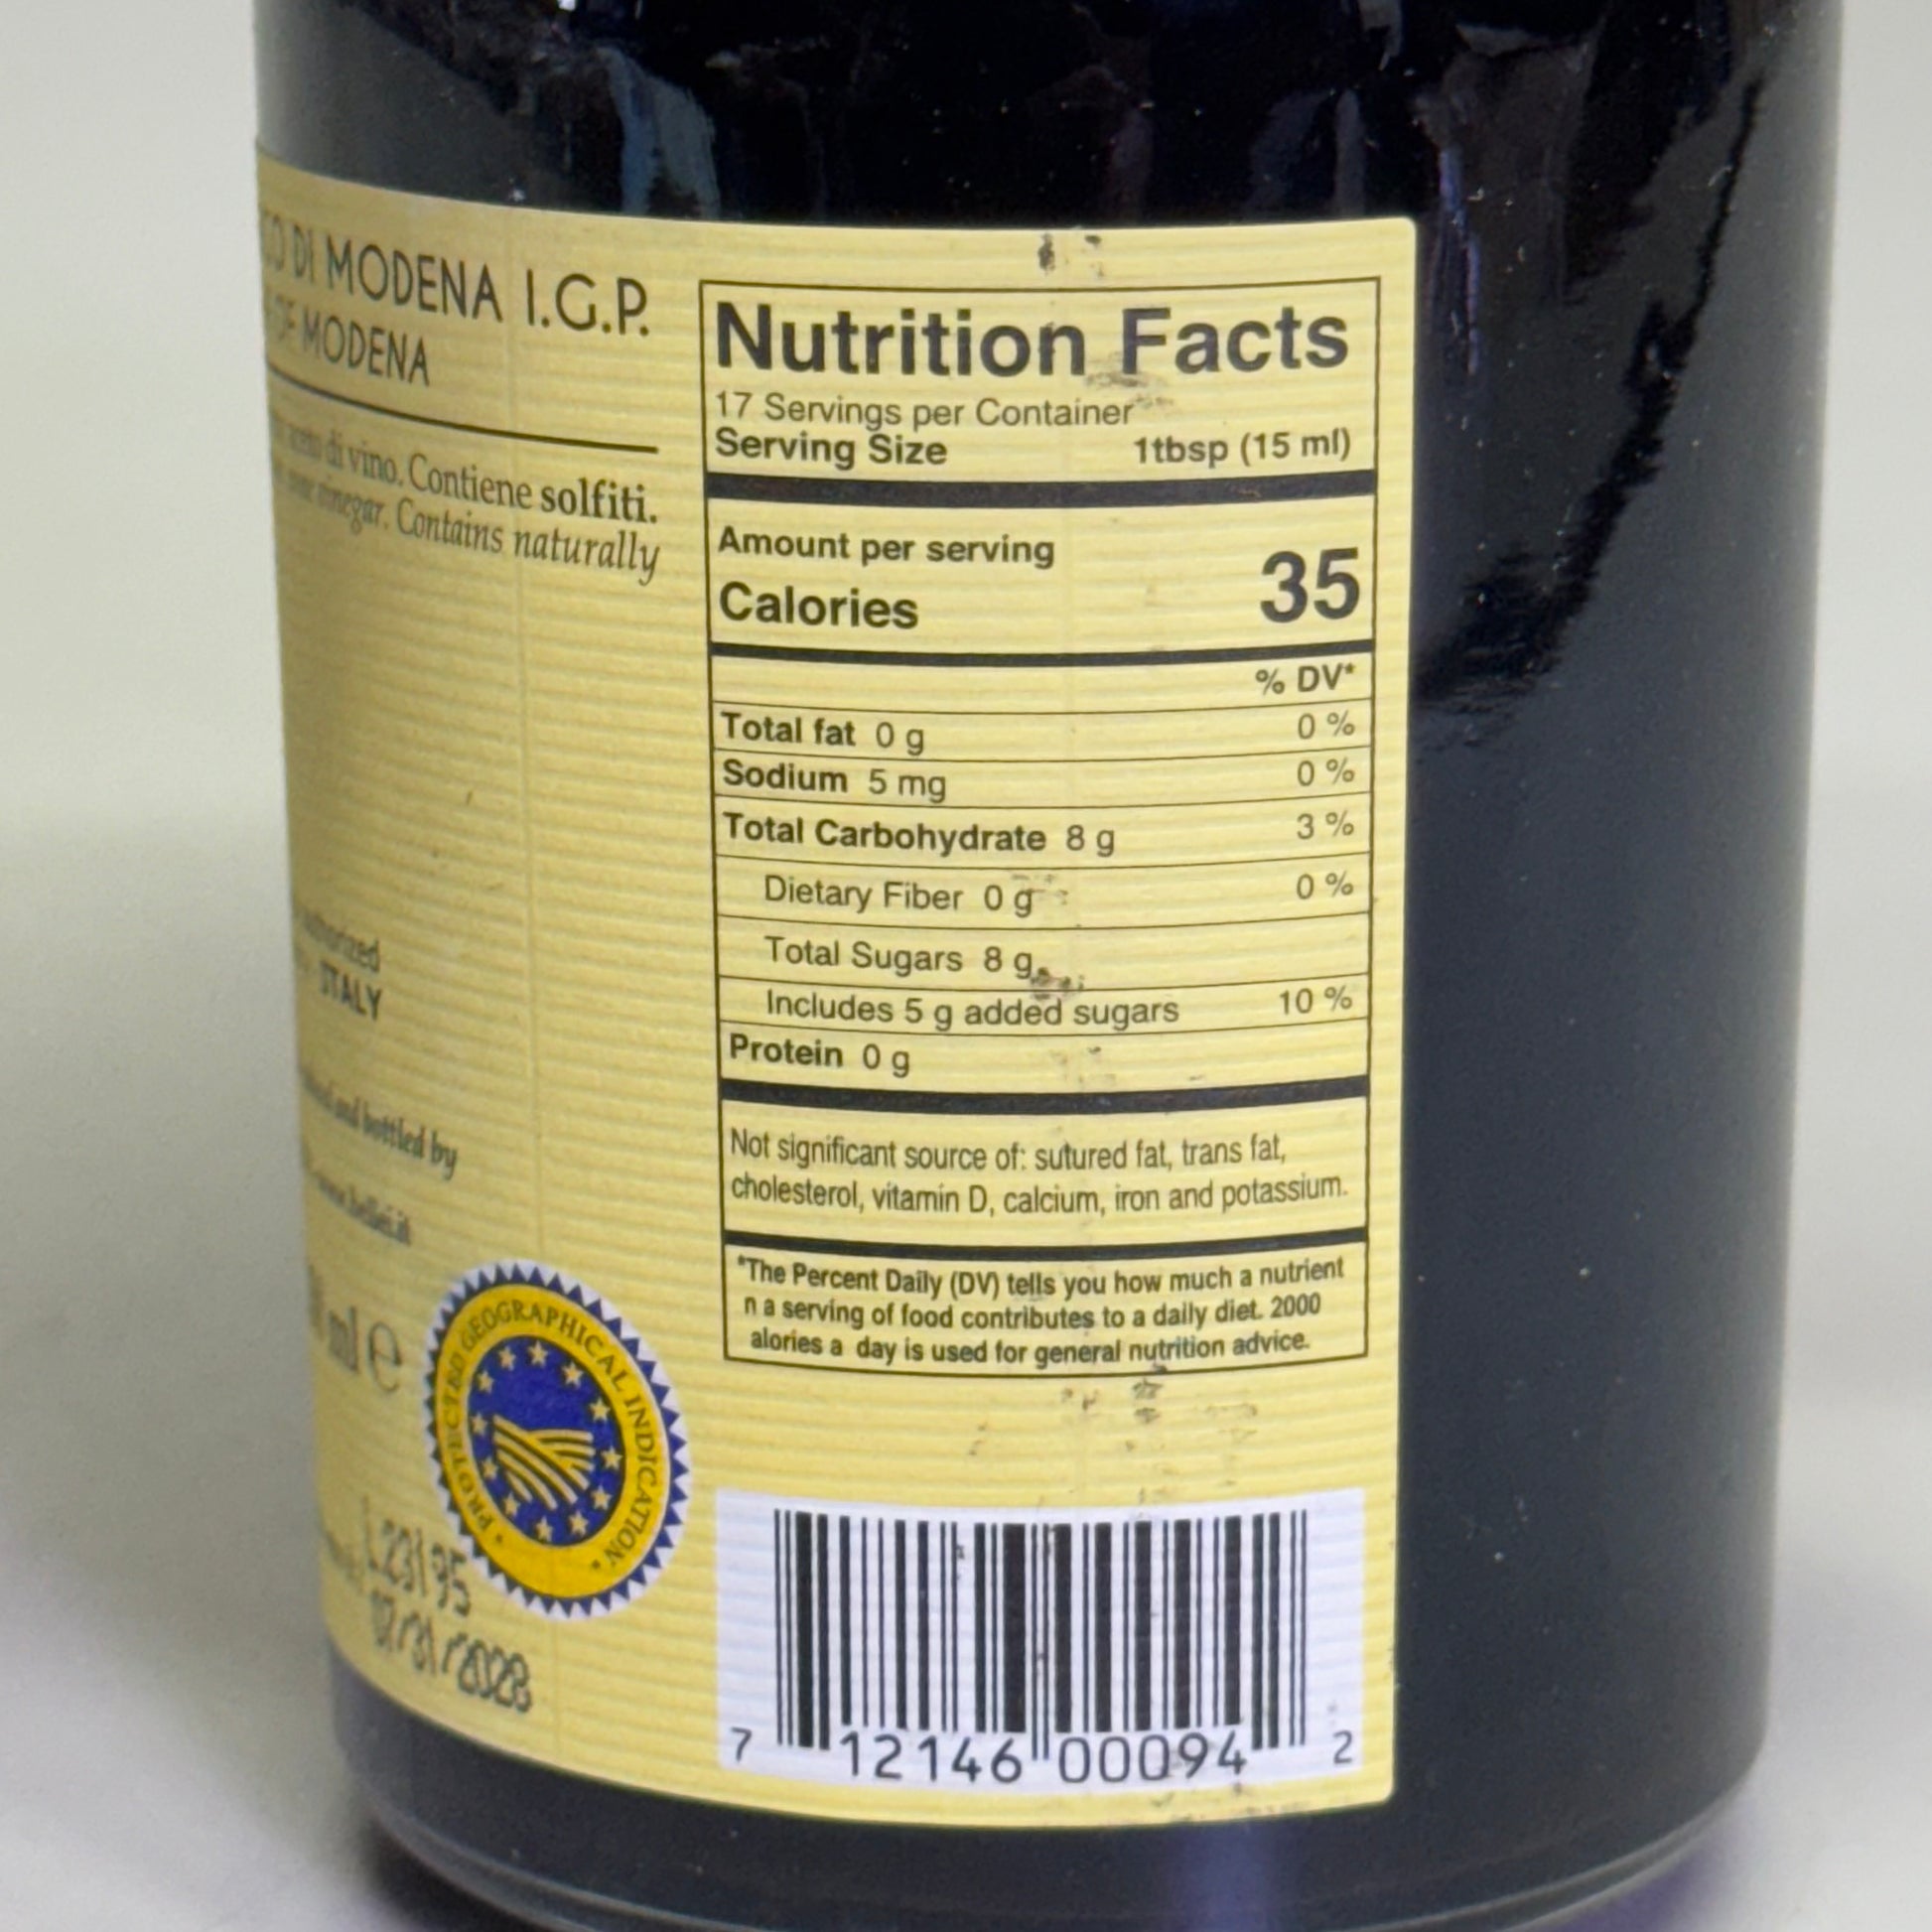 DI MODENA I.G.P.
OF MODENA
di vino. Contiene solfiti.
vinegar. Contains naturally
ITALY
and bottled by
ml e
PROTECTED GEOGRAPHICAL INDICATION
L23195
07/31/2028
Nutrition Facts
17 Servings per Container
Serving Size 1tbsp (15 ml)
Amount per serving
Calories 35
% DV*
Total fat 0 g 0 %
Sodium 5 mg 0 %
Total Carbohydrate 8 g 3 %
Dietary Fiber 0 g 0 %
Total Sugars 8 g
Includes 5 g added sugars 10 %
Protein 0 g
Not significant source of: sutured fat, trans fat,
cholesterol, vitamin D, calcium, iron and potassium.
*The Percent Daily (DV) tells you how much a nutrient
n a serving of food contributes to a daily diet. 2000
alories a day is used for general nutrition advice.
7 12146 00094 2